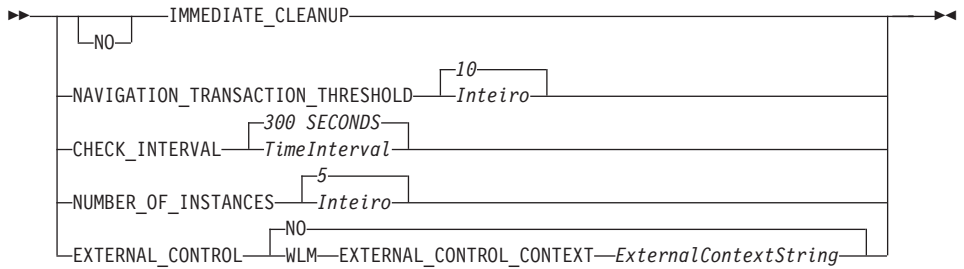 IMMEDIATE_CLEANUP
NO
10
NAVIGATION_TRANSACTION_THRESHOLD Inteiro
300 SECONDS
CHECK_INTERVAL TimeInterval
5
NUMBER_OF_INSTANCES Inteiro
NO
EXTERNAL_CONTROL WLM EXTERNAL_CONTROL_CONTEXT ExternalContextString